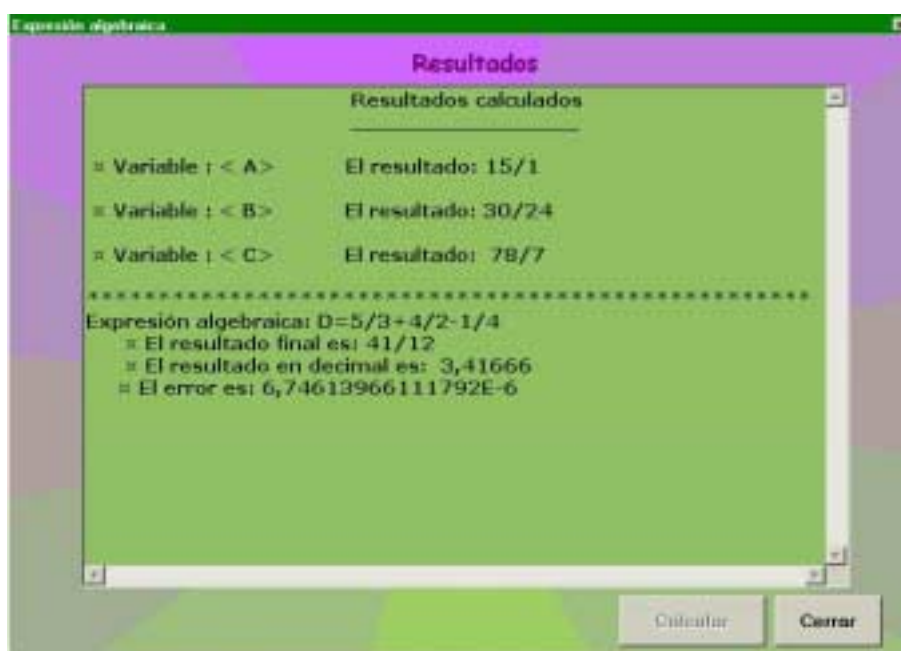 Expresión algebraica
Resultados
Resultados calculados
¤ Variable : < A> El resultado: 15/1
¤ Variable : < B> El resultado: 30/24
¤ Variable : < C> El resultado: 78/7
Expresión algebraica: D=5/3+4/2-1/4
¤ El resultado final es: 41/12
¤ El resultado en decimal es: 3,41666
¤ El error es: 6,746139661111792E-6
Calcular Cerrar